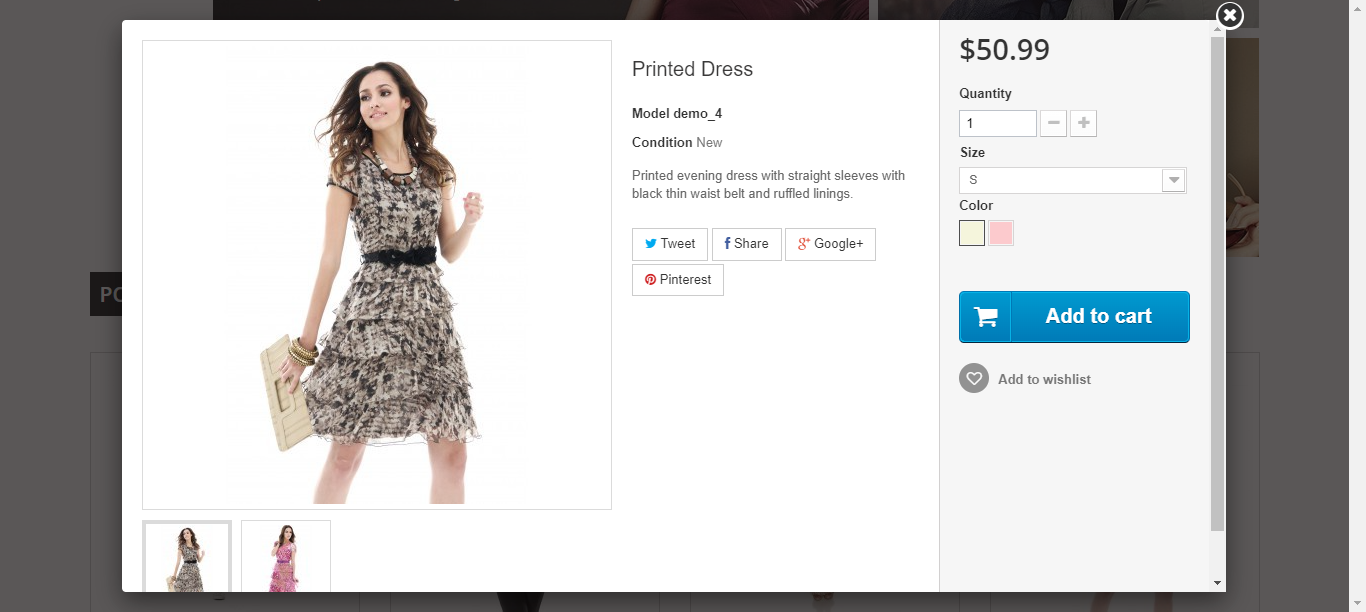 Printed Dress
Model demo_4
Condition New
Printed evening dress with straight sleeves with
black thin waist belt and ruffled linings.
Tweet
Share
Google+
Pinterest
$50.99
Quantity
1
Size
S
Color
Add to cart
Add to wishlist